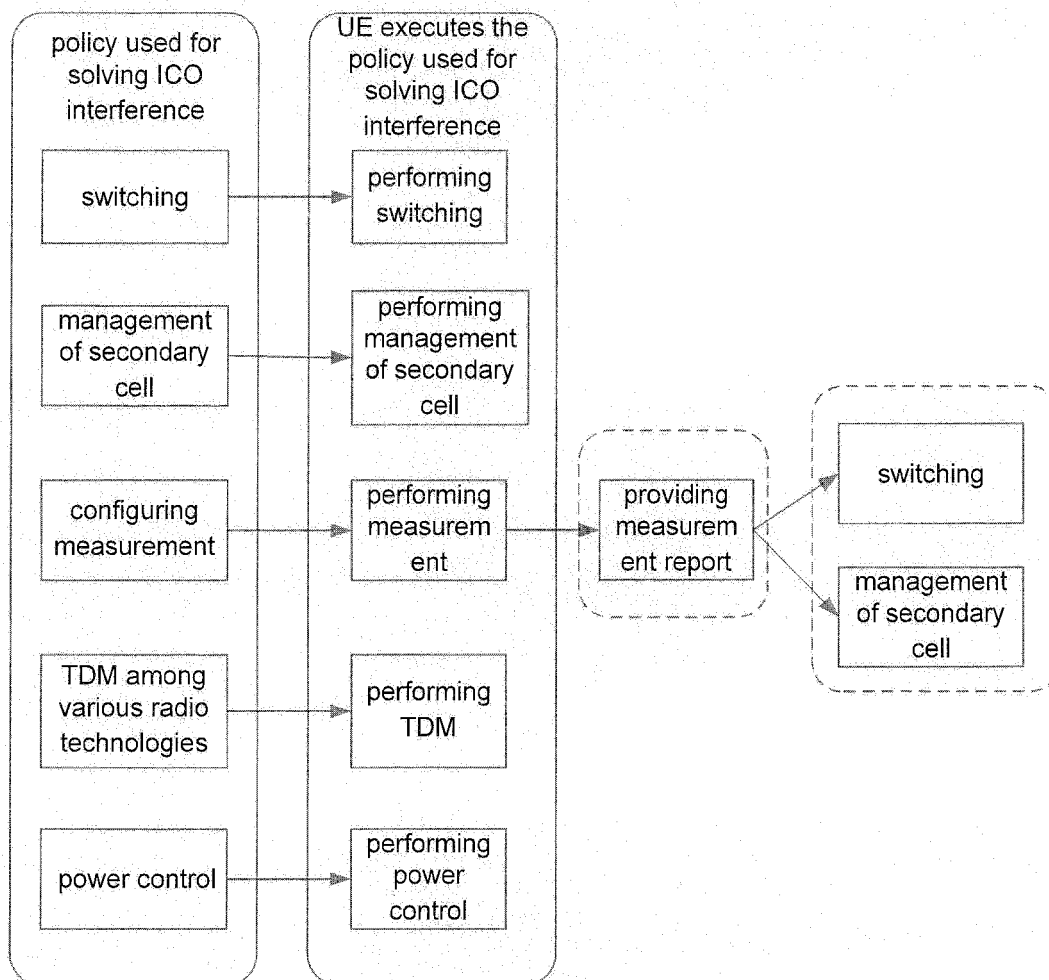 policy used for
solving ICO
interference
switching
management
of secondary
cell
configuring
measurement
TDM among
various radio
technologies
power control
UE executes the
policy used for
solving ICO
interference
performing
switching
performing
management
of secondary
cell
performing
measurem
ent
performing
TDM
performing
power
control
providing
measurem
ent report
switching
management
of secondary
cell